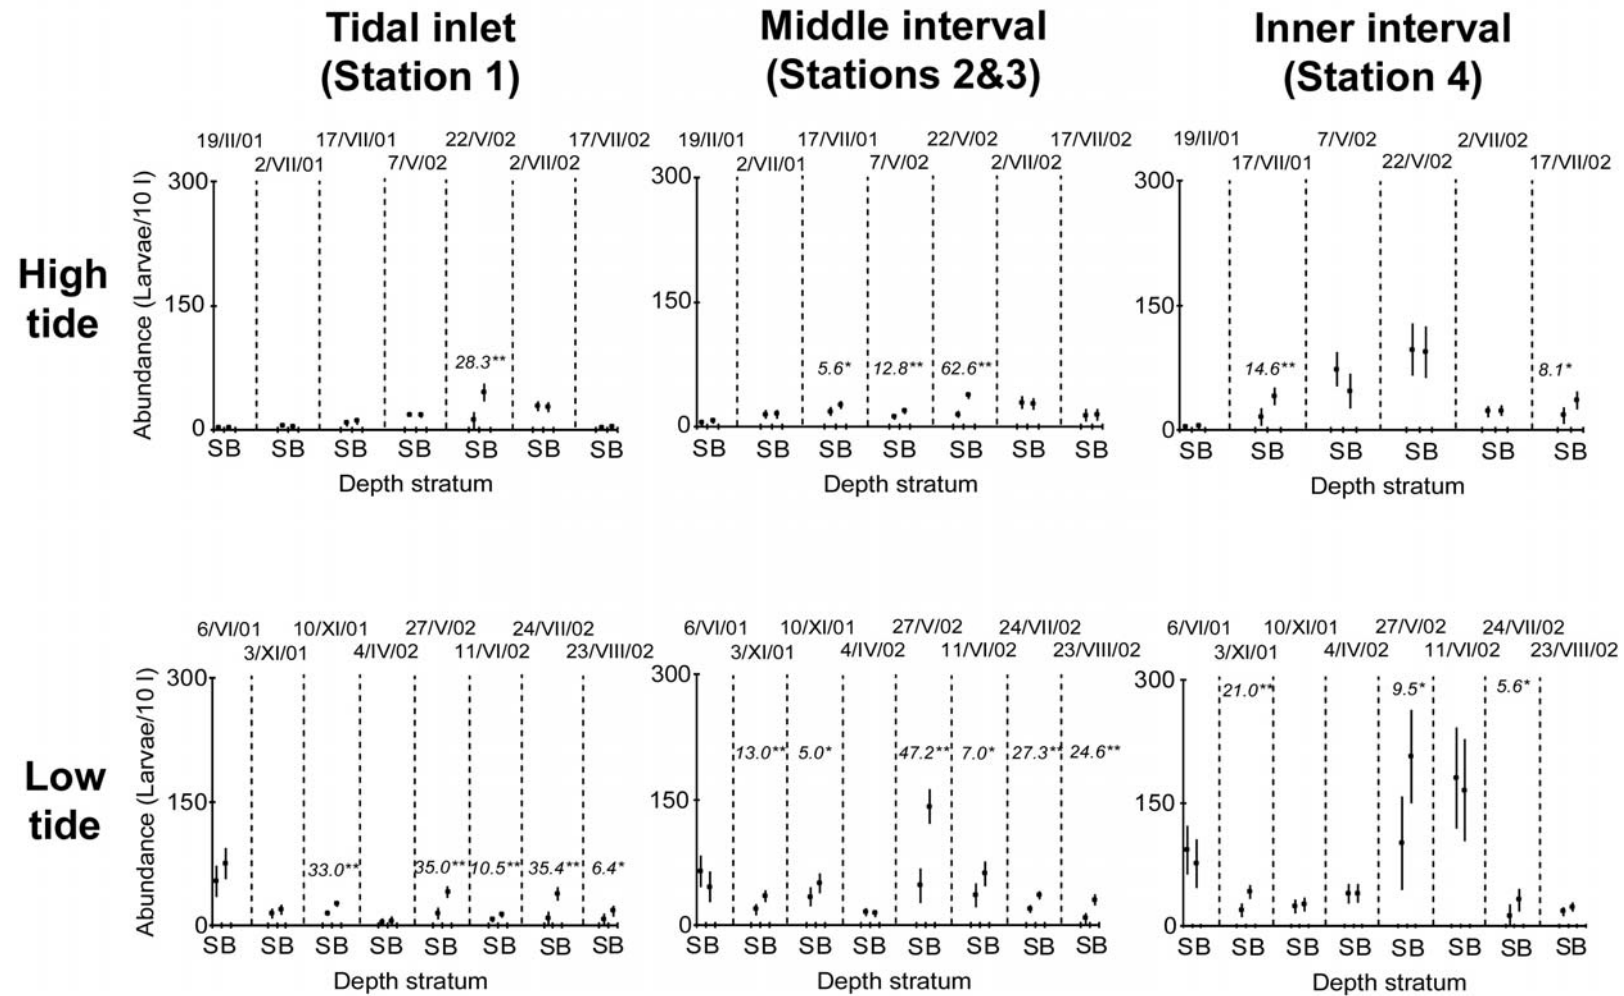 Tidal inlet
(Station 1)
Middle interval
(Stations 2&3)
Inner interval
(Station 4)
High
tide
19/II/01 17/VII/01 22/V/02 17/VII/02
2/VII/01 7/V/02 2/VII/02
Abundance (Larvae/10 l)
300
150
0
28.3**
SB SB SB SB SB SB SB
Depth stratum
19/II/01 17/VII/01 22/V/02 17/VII/02
2/VII/01 7/V/02 2/VII/02
300
150
0
5.6* 12.8** 62.6**
SB SB SB SB SB SB SB
Depth stratum
19/II/01 7/V/02 2/VII/02
17/VII/01 22/V/02 17/VII/02
300
150
0
14.6** 8.1*
SB SB SB SB SB SB
Depth stratum
Low
tide
6/VI/01 10/XI/01 27/V/02 24/VII/02
3/XI/01 4/IV/02 11/VI/02 23/VIII/02
Abundance (Larvae/10 l)
300
150
0
33.0** 35.0** 10.5** 35.4** 6.4*
SB SB SB SB SB SB SB SB
Depth stratum
6/VI/01 10/XI/01 27/V/02 24/VII/02
3/XI/01 4/IV/02 11/VI/02 23/VIII/02
300
150
0
13.0** 5.0* 47.2** 7.0* 27.3** 24.6**
SB SB SB SB SB SB SB SB
Depth stratum
6/VI/01 10/XI/01 27/V/02 24/VII/02
3/XI/01 4/IV/02 11/VI/02 23/VIII/02
300
150
0
21.0** 9.5* 5.6*
SB SB SB SB SB SB SB SB
Depth stratum